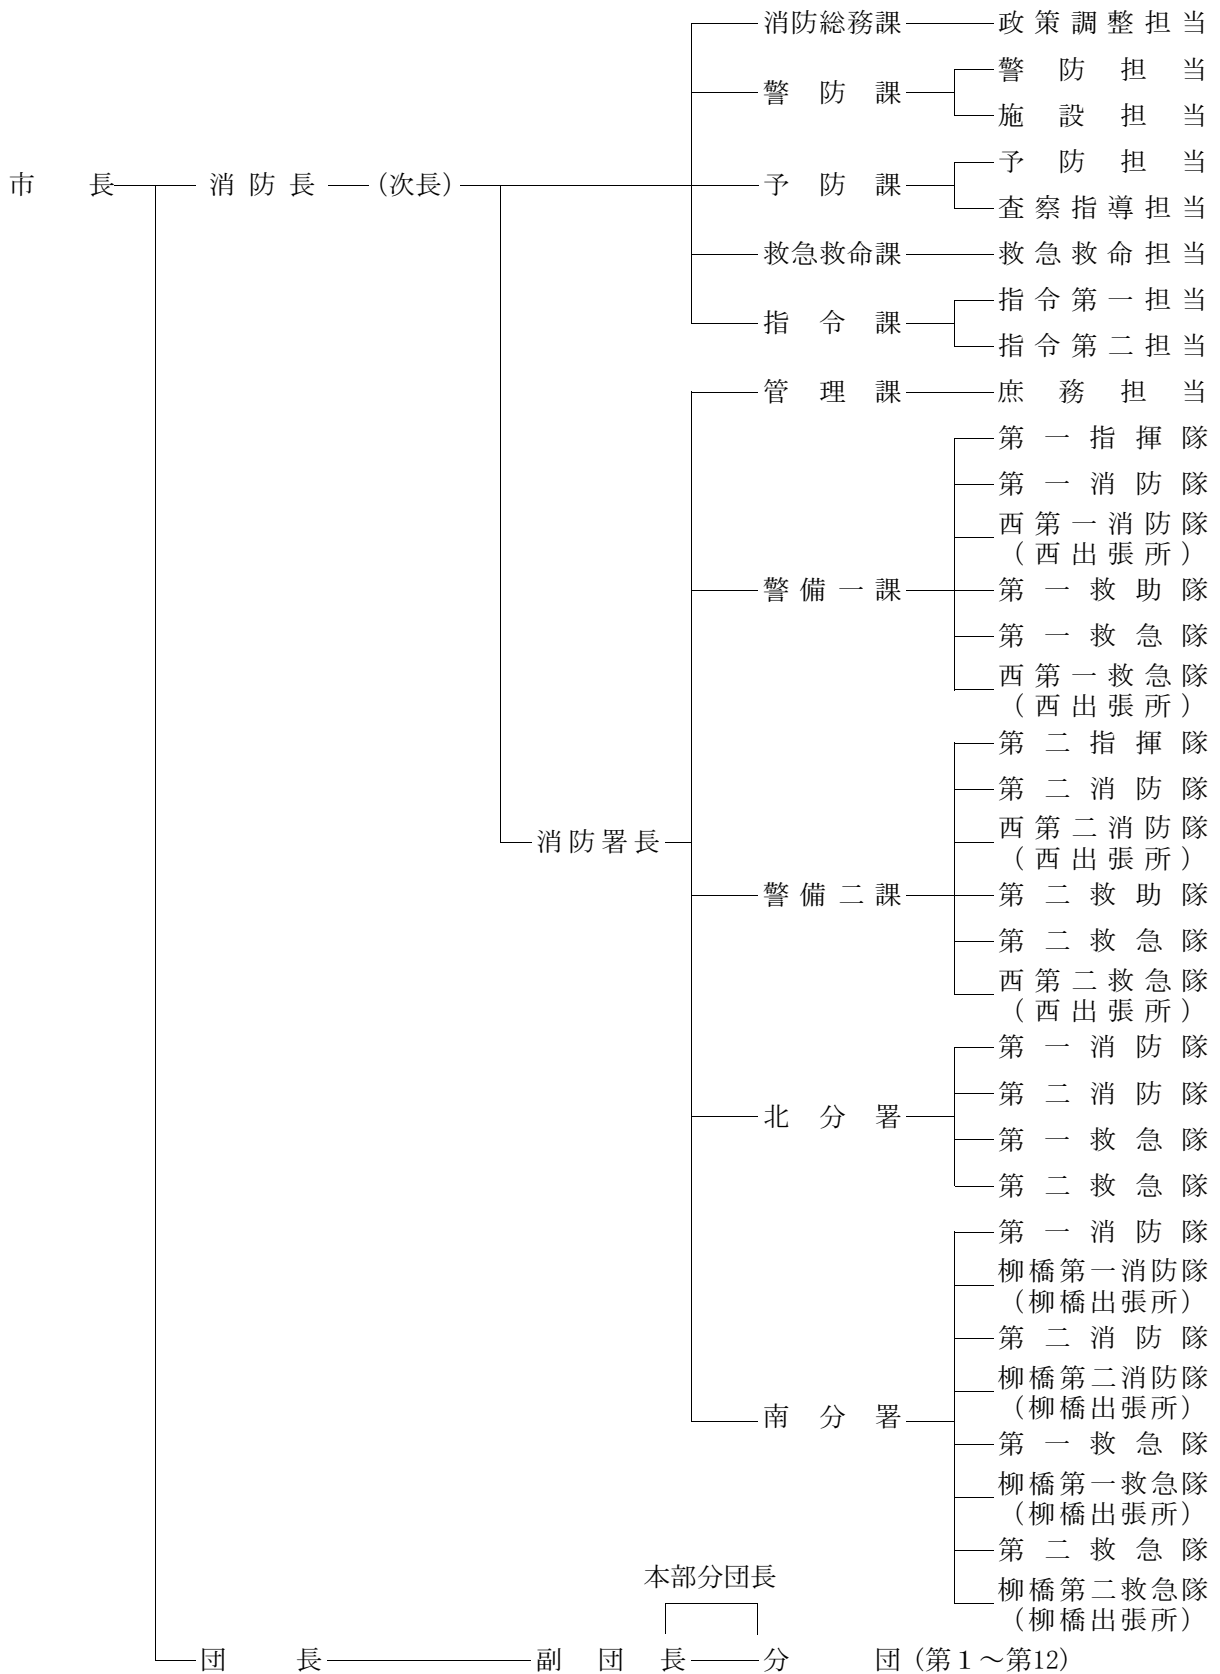 消防総務課 政策調整担当
警防担当
警防課
施設担当
予防担当
市長 消防長 (次長) 予防課
査察指導担当
救急救命課 救急救命担当
指令第一担当
指令課
指令第二担当
管理課 庶務担当
第一指揮隊
第一消防隊
西第一消防隊
(西出張所)
警備一課 第一救助隊
第一救急隊
西第一救急隊
(西出張所)
第二指揮隊
第二消防隊
西第二消防隊
消防署長
(西出張所)
警備二課 第二救助隊
第二救急隊
西第二救急隊
(西出張所)
第一消防隊
第二消防隊
北分署
第一救急隊
第二救急隊
第一消防隊
柳橋第一消防隊
(柳橋出張所)
第二消防隊
柳橋第二消防隊
(柳橋出張所)
南分署
第一救急隊
柳橋第一救急隊
(柳橋出張所)
第二救急隊
本部分団長
柳橋第二救急隊
(柳橋出張所)
団長 副団長 分団(第1～第12)